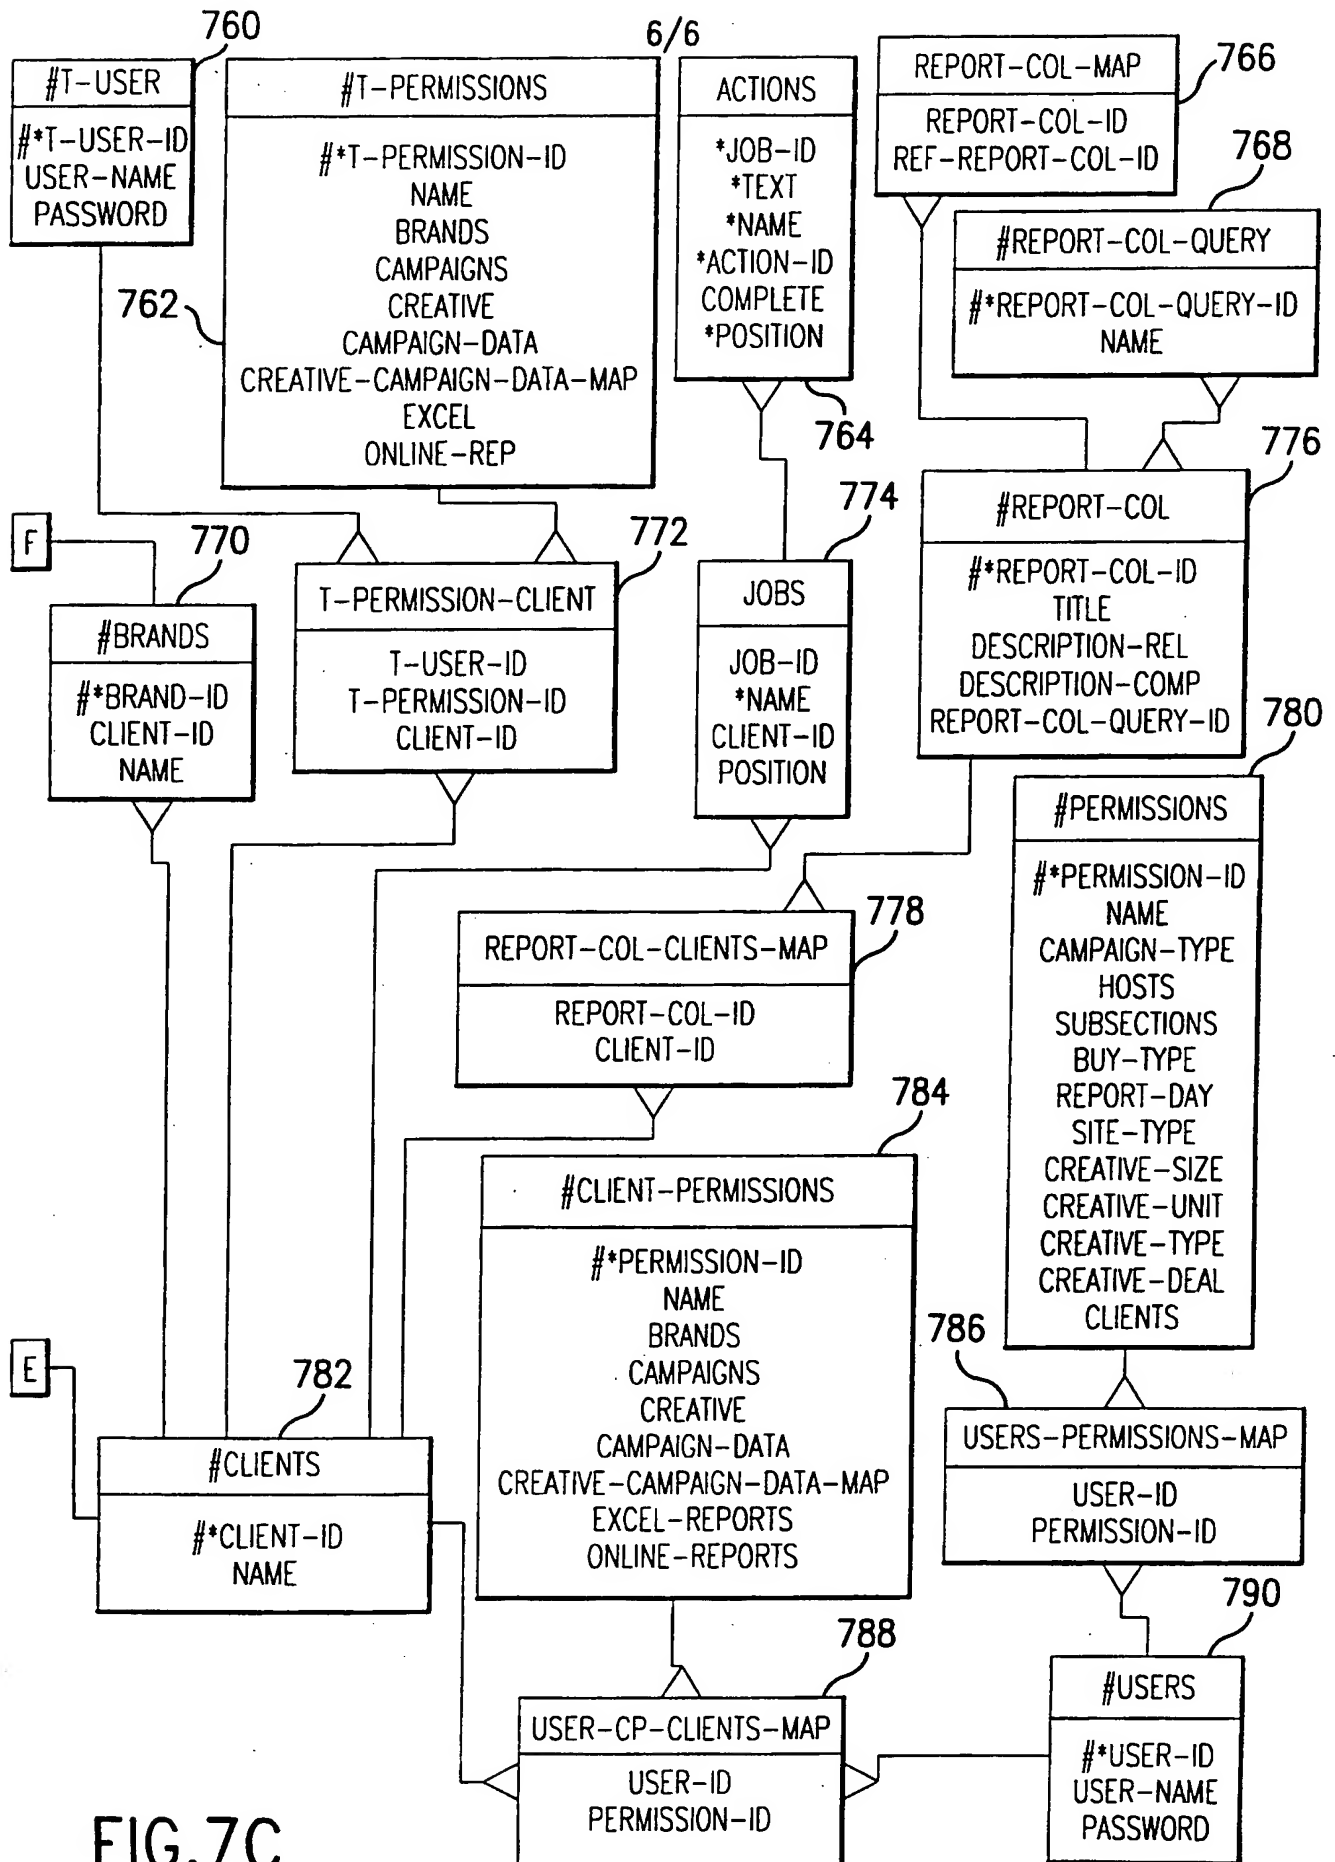 6/6
760
#T-USER
#*T-USER-ID
USER-NAME
PASSWORD
762
#T-PERMISSIONS
#*T-PERMISSION-ID
NAME
BRANDS
CAMPAIGNS
CREATIVE
CAMPAIGN-DATA
CREATIVE-CAMPAIGN-DATA-MAP
EXCEL
ONLINE-REP
ACTIONS
*JOB-ID
*TEXT
*NAME
*ACTION-ID
COMPLETE
*POSITION
764
REPORT-COL-MAP
REPORT-COL-ID
REF-REPORT-COL-ID
766
768
#REPORT-COL-QUERY
#*REPORT-COL-QUERY-ID
NAME
F
770
#BRANDS
#*BRAND-ID
CLIENT-ID
NAME
772
T-PERMISSION-CLIENT
T-USER-ID
T-PERMISSION-ID
CLIENT-ID
774
JOBS
JOB-ID
*NAME
CLIENT-ID
POSITION
776
#REPORT-COL
#*REPORT-COL-ID
TITLE
DESCRIPTION-REL
DESCRIPTION-COMP
REPORT-COL-QUERY-ID
780
#PERMISSIONS
#*PERMISSION-ID
NAME
CAMPAIGN-TYPE
HOSTS
SUBSECTIONS
BUY-TYPE
REPORT-DAY
SITE-TYPE
CREATIVE-SIZE
CREATIVE-UNIT
CREATIVE-TYPE
CREATIVE-DEAL
CLIENTS
778
REPORT-COL-CLIENTS-MAP
REPORT-COL-ID
CLIENT-ID
784
#CLIENT-PERMISSIONS
#*PERMISSION-ID
NAME
BRANDS
CAMPAIGNS
CREATIVE
CAMPAIGN-DATA
CREATIVE-CAMPAIGN-DATA-MAP
EXCEL-REPORTS
ONLINE-REPORTS
E
782
#CLIENTS
#*CLIENT-ID
NAME
786
USERS-PERMISSIONS-MAP
USER-ID
PERMISSION-ID
788
USER-CP-CLIENTS-MAP
USER-ID
PERMISSION-ID
790
#USERS
#*USER-ID
USER-NAME
PASSWORD
FIG.7C